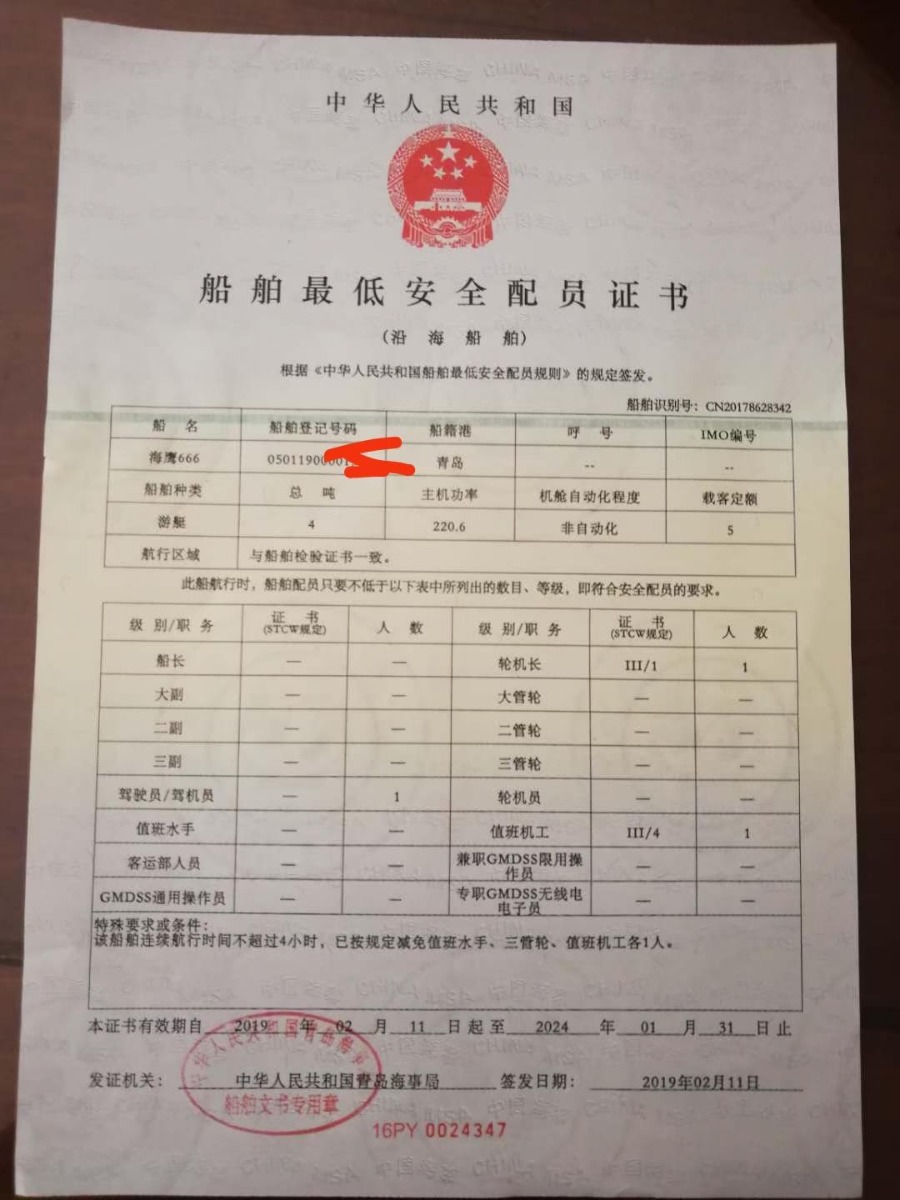 中华人民共和国
船舶最低安全配员证书
(沿海船舶)
根据《中华人民共和国船舶最低安全配员规则》的规定签发。
船舶识别号：CN20178628342
船名 船舶登记号码 船籍港 呼号 IMO编号
海鹰666 050119000 青岛 -- --
船舶种类 总吨 主机功率 机舱自动化程度 载客定额
游艇 4 220.6 非自动化 5
航行区域 与船舶检验证书一致。
此船航行时，船舶配员只要不低于以下表中所列出的数目、等级，即符合安全配员的要求。
级别/职务 证书(STCW规定) 人数 级别/职务 证书(STCW规定) 人数
船长 — — 轮机长 III/1 1
大副 — — 大管轮 — —
二副 — — 二管轮 — —
三副 — — 三管轮 — —
驾驶员/驾机员 — 1 轮机员 — —
值班水手 — — 值班机工 III/4 1
客运部人员 — — 兼职GMDSS限用操作员 — —
GMDSS通用操作员 — — 专职GMDSS无线电电子员 — —
特殊要求或条件：
该船舶连续航行时间不超过4小时，已按规定减免值班水手、三管轮、值班机工各1人。
本证书有效期自 2019 年 02 月 11 日起至 2024 年 01 月 31 日止
发证机关： 中华人民共和国青岛海事局 签发日期： 2019年02月11日
中华人民共和国青岛海事局
船舶文书专用章
16PY 0024347